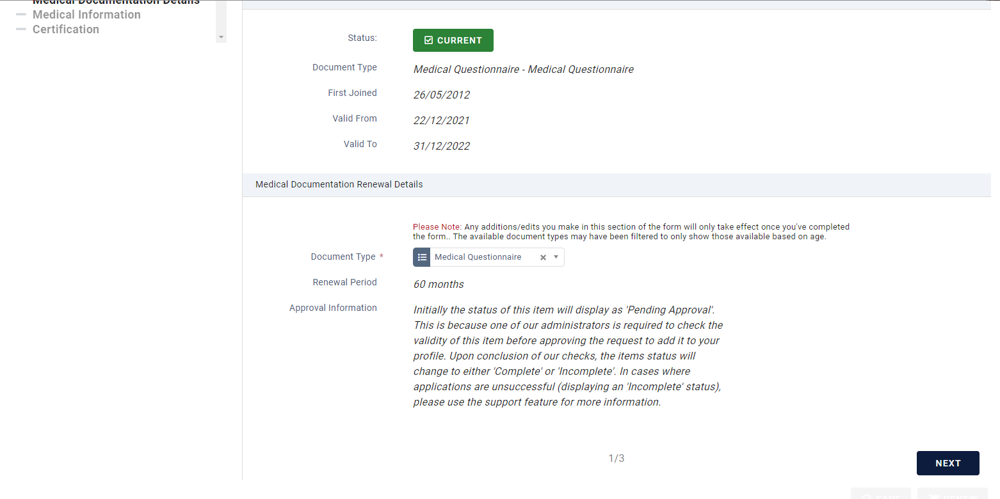 Medical Documentation Details
Medical Information
Certification
Status:
CURRENT
Document Type
Medical Questionnaire - Medical Questionnaire
First Joined
26/05/2012
Valid From
22/12/2021
Valid To
31/12/2022
Medical Documentation Renewal Details
Please Note: Any additions/edits you make in this section of the form will only take effect once you've completed
the form.. The available document types may have been filtered to only show those available based on age.
Document Type *
Medical Questionnaire
Renewal Period
60 months
Approval Information
Initially the status of this item will display as 'Pending Approval'.
This is because one of our administrators is required to check the
validity of this item before approving the request to add it to your
profile. Upon conclusion of our checks, the items status will
change to either 'Complete' or 'Incomplete'. In cases where
applications are unsuccessful (displaying an 'Incomplete' status),
please use the support feature for more information.
1/3
NEXT
SAVE
RENEW